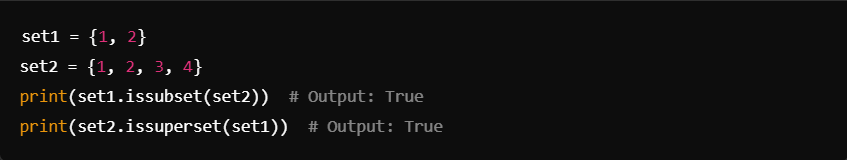 set1 = {1, 2}
set2 = {1, 2, 3, 4}
print(set1.issubset(set2))  # Output: True
print(set2.issuperset(set1))  # Output: True